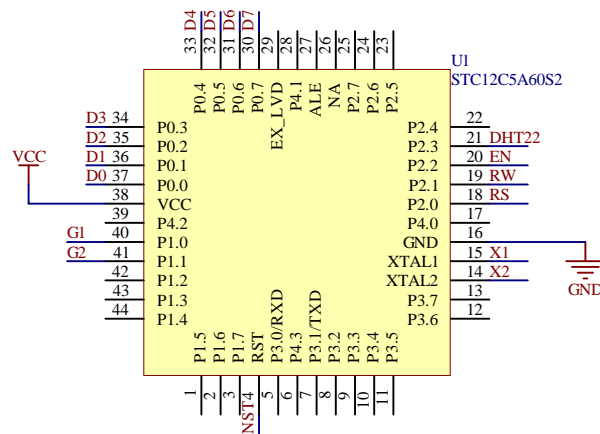 D4 D5 D6 D7
33 32 31 30 29 28 27 26 25 24 23
U1
STC12C5A60S2
P0.4 P0.5 P0.6 P0.7 EX_LVD P4.1 ALE NA P2.7 P2.6 P2.5
D3 34 P0.3 P2.4 22
D2 35 P0.2 P2.3 21 DHT22
VCC D1 36 P0.1 P2.2 20 EN
D0 37 P0.0 P2.1 19 RW
38 VCC P2.0 18 RS
39 P4.2 P4.0 17
G1 40 P1.0 GND 16
G2 41 P1.1 XTAL1 15 X1
42 P1.2 XTAL2 14 X2
43 P1.3 P3.7 13
GND
44 P1.4 P3.6 12
P1.5 P1.6 P1.7 RST P3.0/RXD P4.3 P3.1/TXD P3.2 P3.3 P3.4 P3.5
1 2 3 4 5 6 7 8 9 10 11
NST